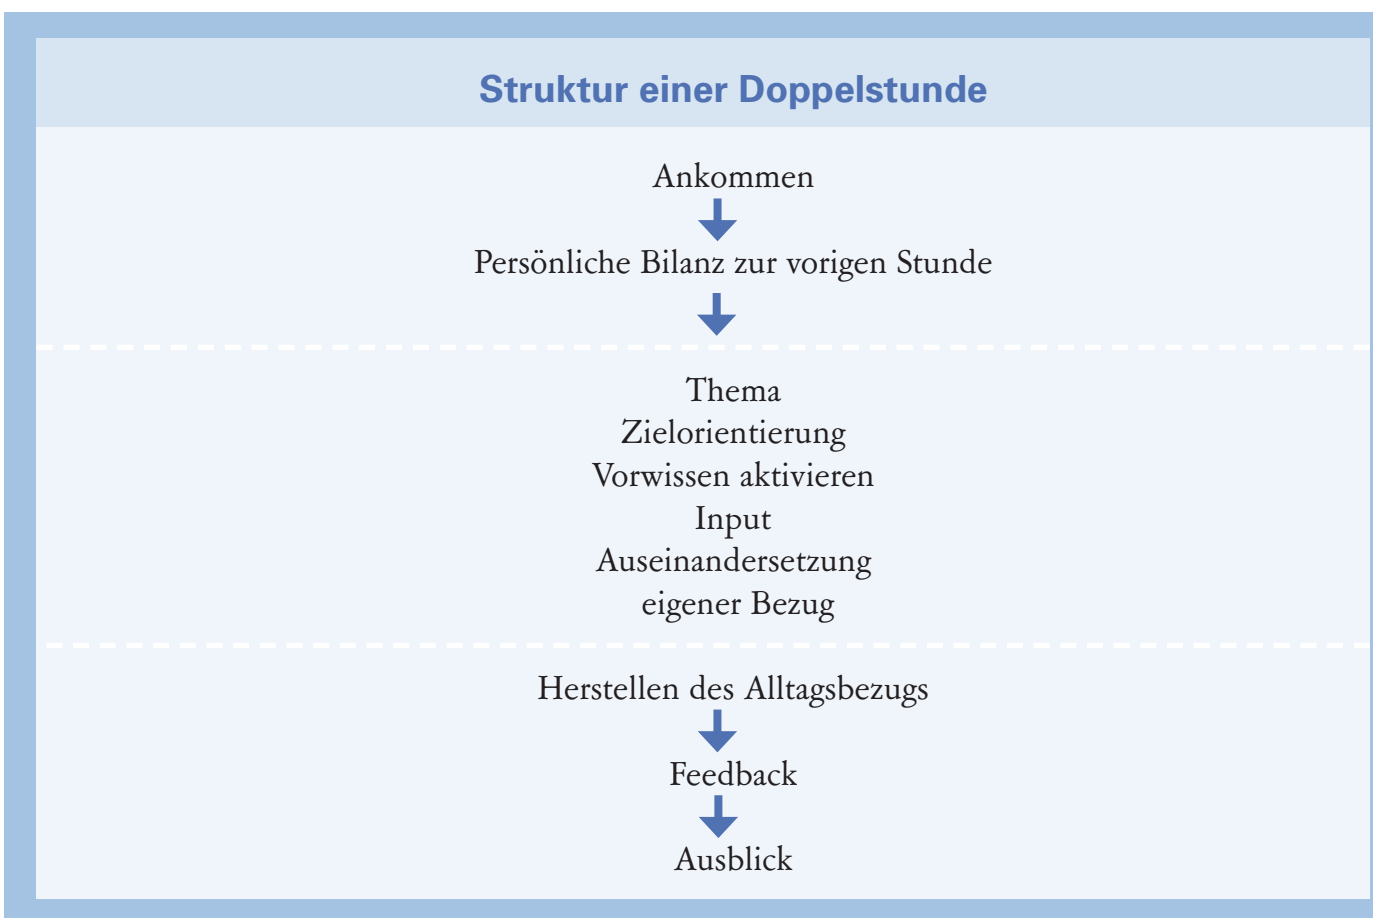 Struktur einer Doppelstunde
Ankommen
Persönliche Bilanz zur vorigen Stunde
Thema
Zielorientierung
Vorwissen aktivieren
Input
Auseinandersetzung
eigener Bezug
Herstellen des Alltagsbezugs
Feedback
Ausblick